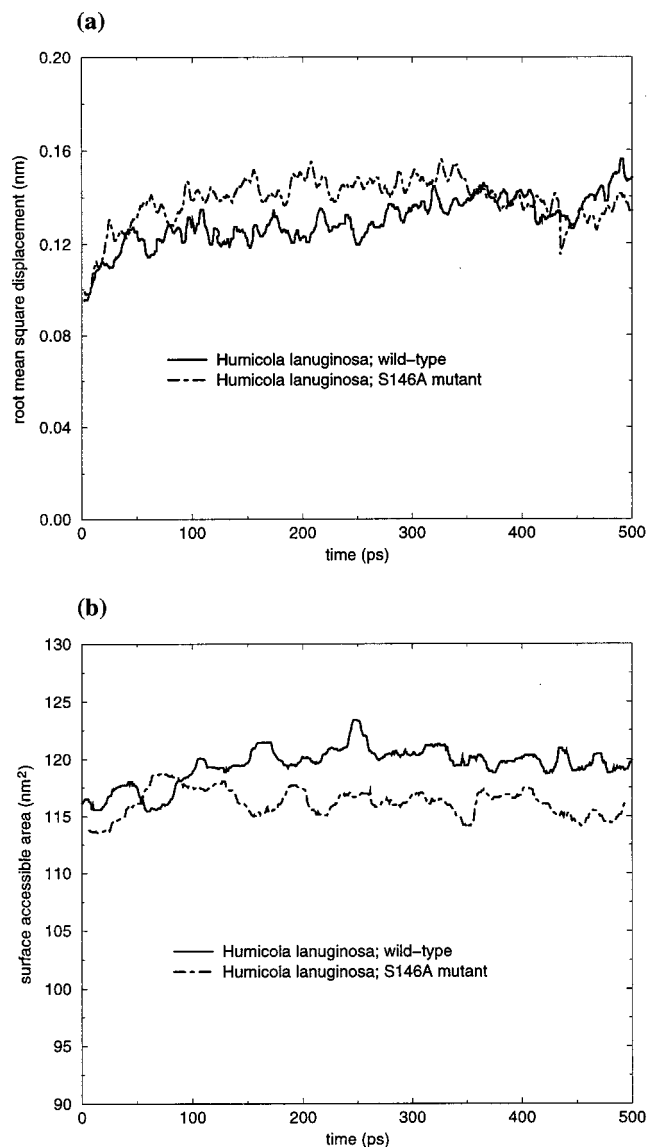 (a)
0.20
0.16
0.12
0.08
0.04
0.00
root mean square displacement (nm)
Humicola lanuginosa; wild-type
Humicola lanuginosa; S146A mutant
0 100 200 300 400 500
time (ps)
(b)
130
125
120
115
110
105
100
95
90
surface accessible area (nm²)
Humicola lanuginosa; wild-type
Humicola lanuginosa; S146A mutant
0 100 200 300 400 500
time (ps)